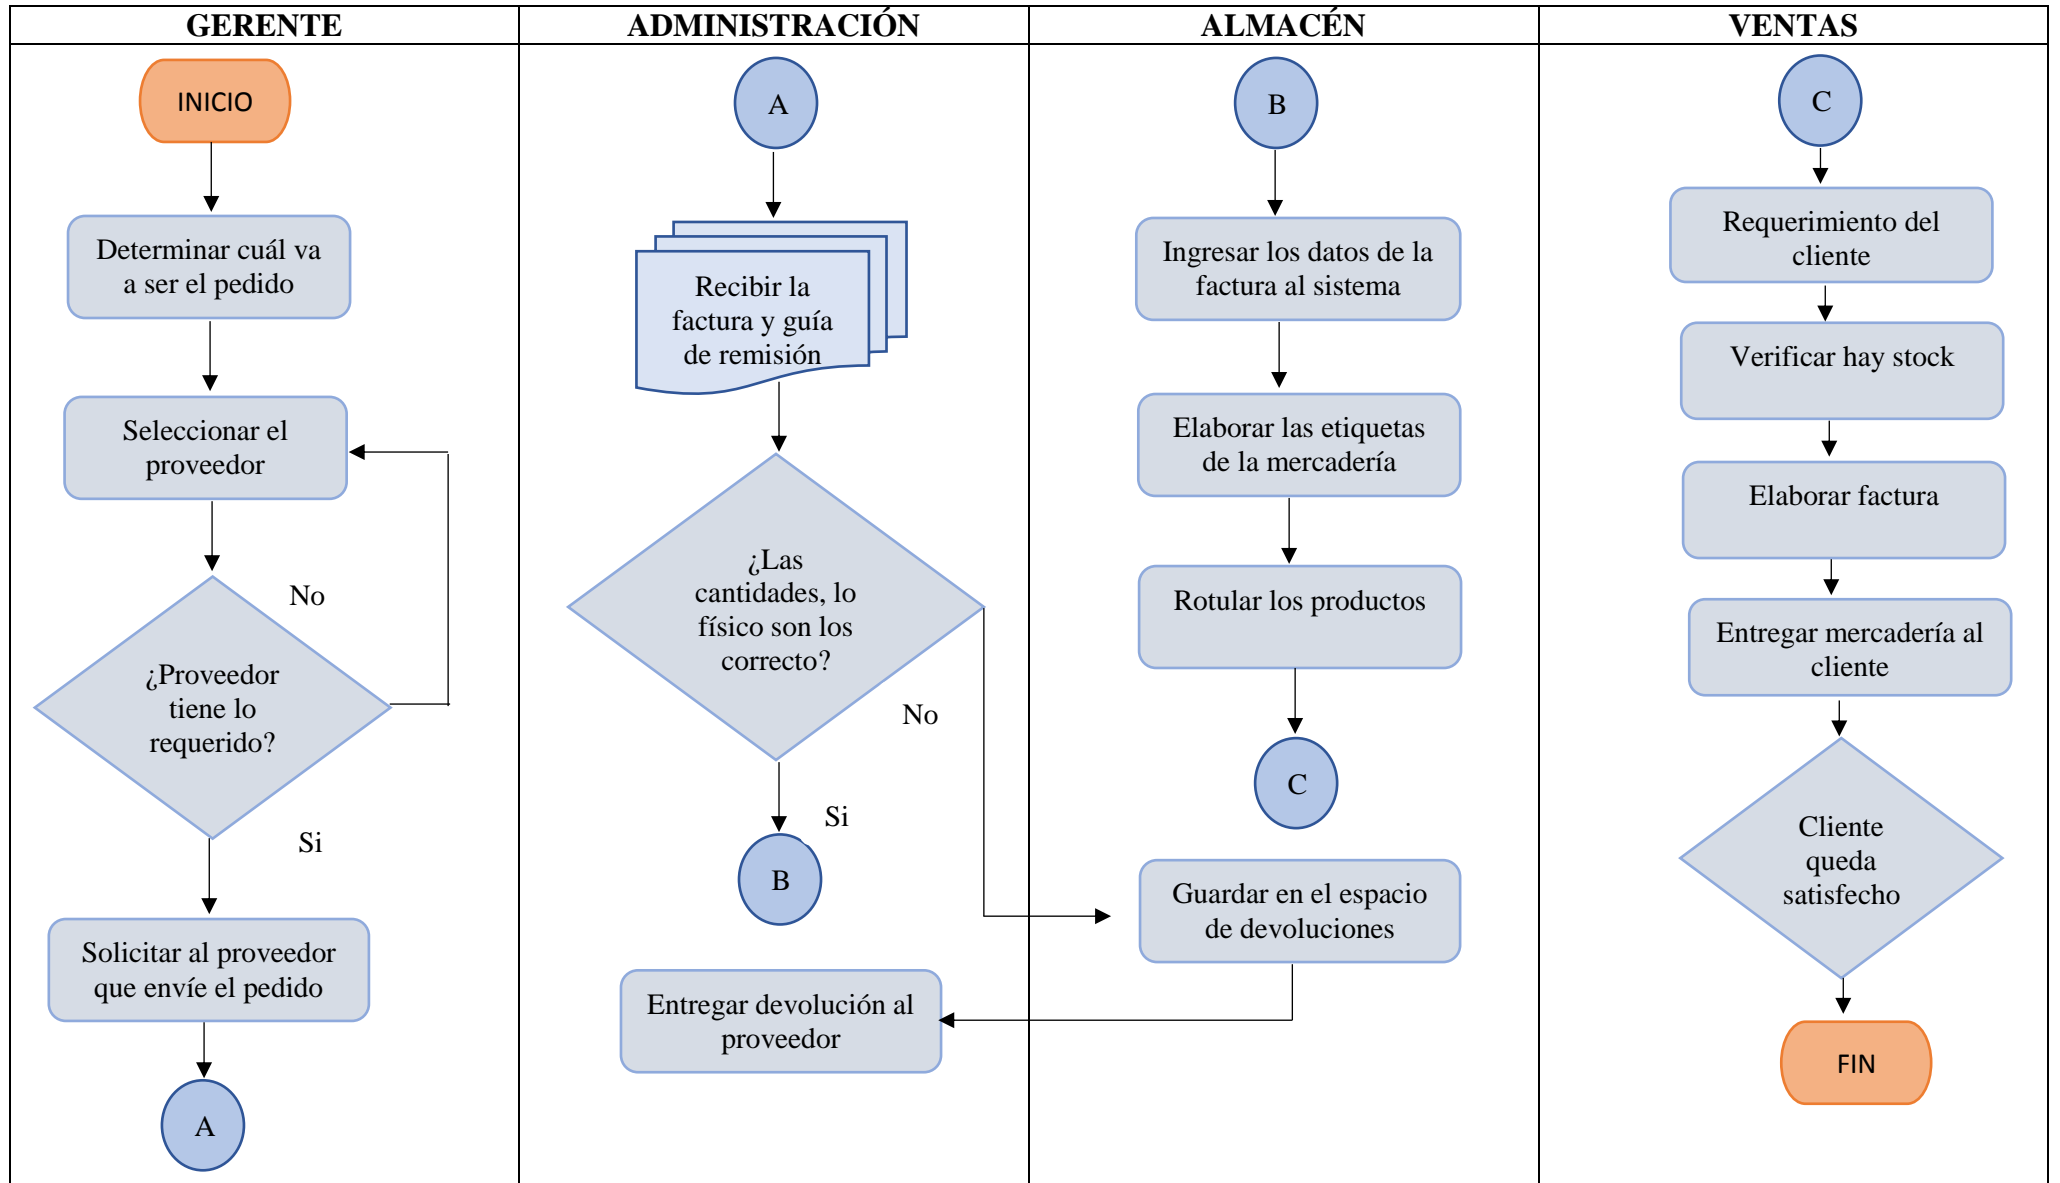 GERENTE
INICIO
Determinar cuál va
a ser el pedido
Seleccionar el
proveedor
No
¿Proveedor
tiene lo
requerido?
Si
Solicitar al proveedor
que envíe el pedido
A
ADMINISTRACIÓN
A
Recibir la
factura y guía
de remisión
¿Las
cantidades, lo
físico son los
correcto?
No
Si
B
Entregar devolución al
proveedor
ALMACÉN
B
Ingresar los datos de la
factura al sistema
Elaborar las etiquetas
de la mercadería
Rotular los productos
C
Guardar en el espacio
de devoluciones
VENTAS
C
Requerimiento del
cliente
Verificar hay stock
Elaborar factura
Entregar mercadería al
cliente
Cliente
queda
satisfecho
FIN